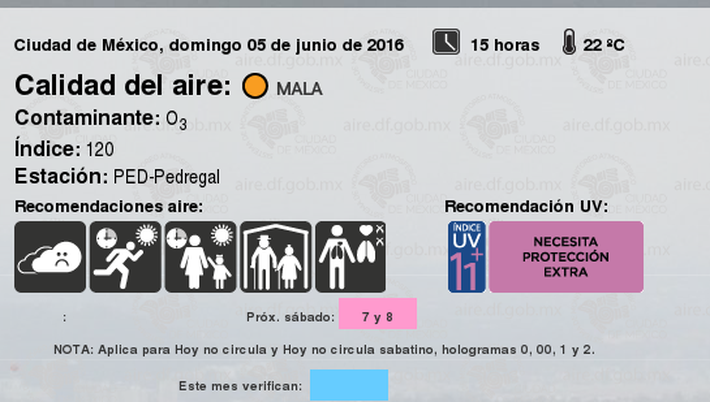 Ciudad de México, domingo 05 de junio de 2016 15 horas 22 ºC
Calidad del aire: MALA
Contaminante: O3
Índice: 120
Estación: PED-Pedregal
Recomendaciones aire: Recomendación UV:
ÍNDICE
UV
11+
NECESITA
PROTECCIÓN
EXTRA
: Próx. sábado: 7 y 8
NOTA: Aplica para Hoy no circula y Hoy no circula sabatino, hologramas 0, 00, 1 y 2.
Este mes verifican:
aire.df.gob.mx
CIUDAD
DE MÉXICO